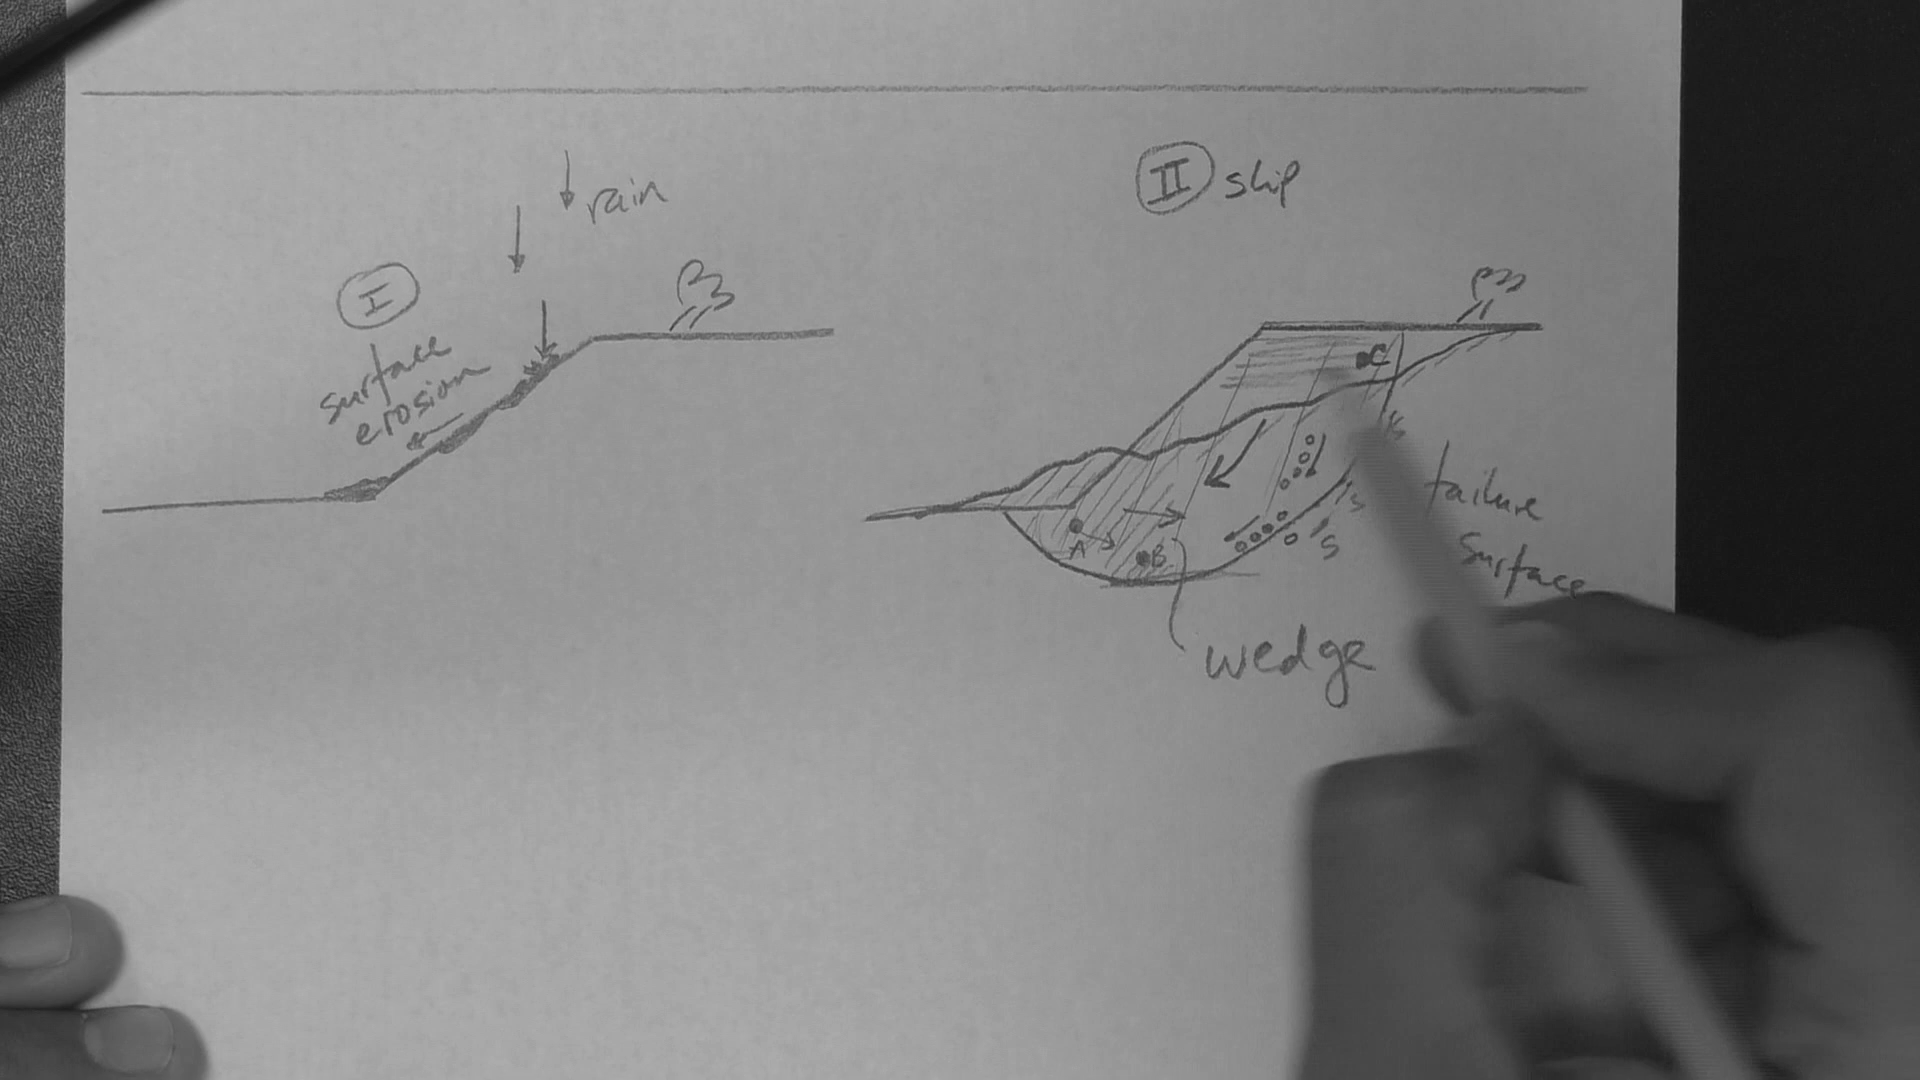 rain
I
surface
erosion
II slip
C
failure
surface
A
B
S
S
wedge